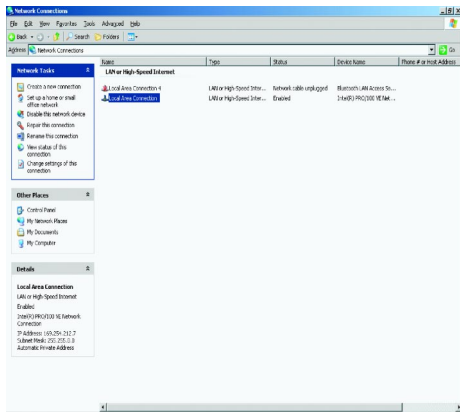 Network Connections
File Edit View Favorites Tools Advanced Help
Back Search Folders
Address Network Connections Go
Name Type Status Device Name Phone # or Host Address
LAN or High-Speed Internet
Local Area Connection 4 LAN or High-Speed Inter... Network cable unplugged Bluetooth LAN Access Se...
Local Area Connection LAN or High-Speed Inter... Enabled Intel(R) PRO/100 VE Net...
Network Tasks
Create a new connection
Set up a home or small
office network
Disable this network device
Repair this connection
Rename this connection
View status of this
connection
Change settings of this
connection
Other Places
Control Panel
My Network Places
My Documents
My Computer
Details
Local Area Connection
LAN or High-Speed Internet
Enabled
Intel(R) PRO/100 VE Network
Connection
IP Address: 169.254.212.7
Subnet Mask: 255.255.0.0
Automatic Private Address